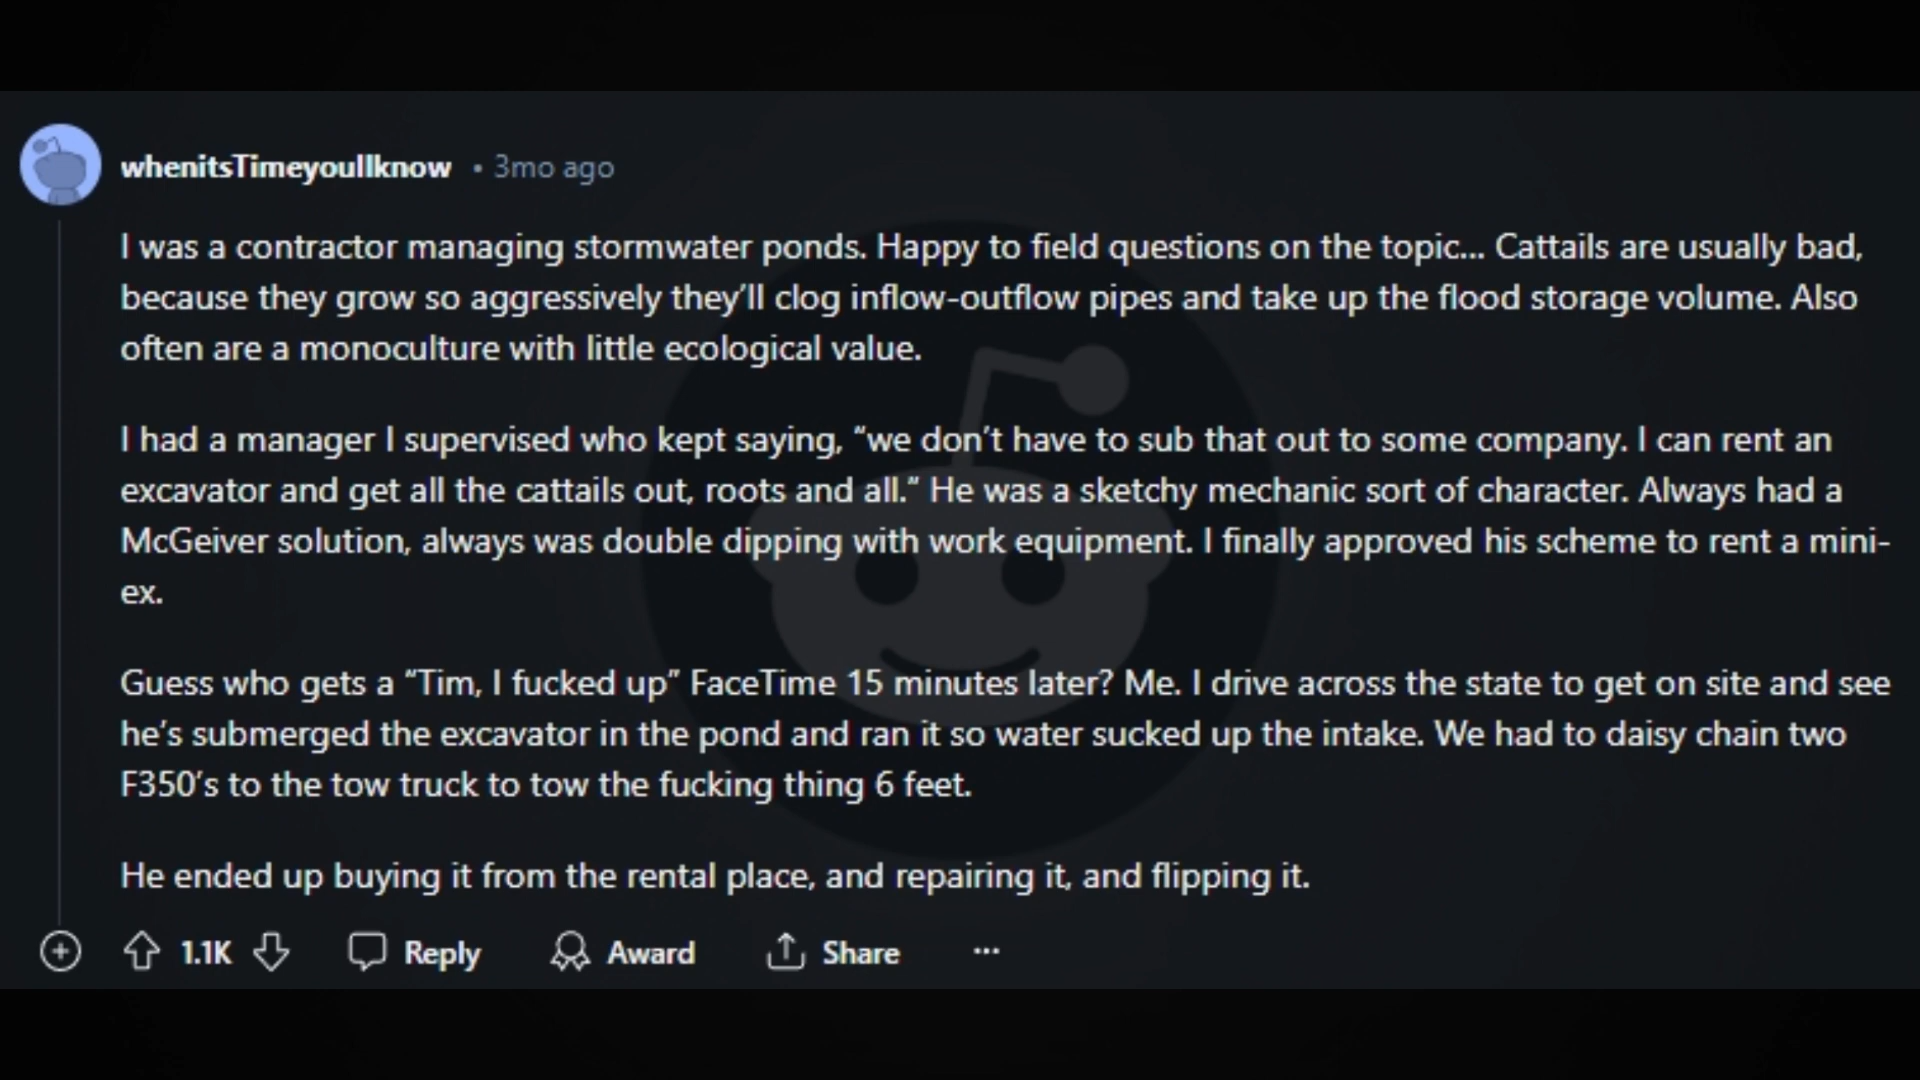 whenitsTimeyoullknow • 3mo ago
I was a contractor managing stormwater ponds. Happy to field questions on the topic... Cattails are usually bad,
because they grow so aggressively they’ll clog inflow-outflow pipes and take up the flood storage volume. Also
often are a monoculture with little ecological value.
I had a manager I supervised who kept saying, “we don’t have to sub that out to some company. I can rent an
excavator and get all the cattails out, roots and all.” He was a sketchy mechanic sort of character. Always had a
McGeiver solution, always was double dipping with work equipment. I finally approved his scheme to rent a mini-
ex.
Guess who gets a “Tim, I fucked up” FaceTime 15 minutes later? Me. I drive across the state to get on site and see
he’s submerged the excavator in the pond and ran it so water sucked up the intake. We had to daisy chain two
F350’s to the tow truck to tow the fucking thing 6 feet.
He ended up buying it from the rental place, and repairing it, and flipping it.
1.1K Reply Award Share ...